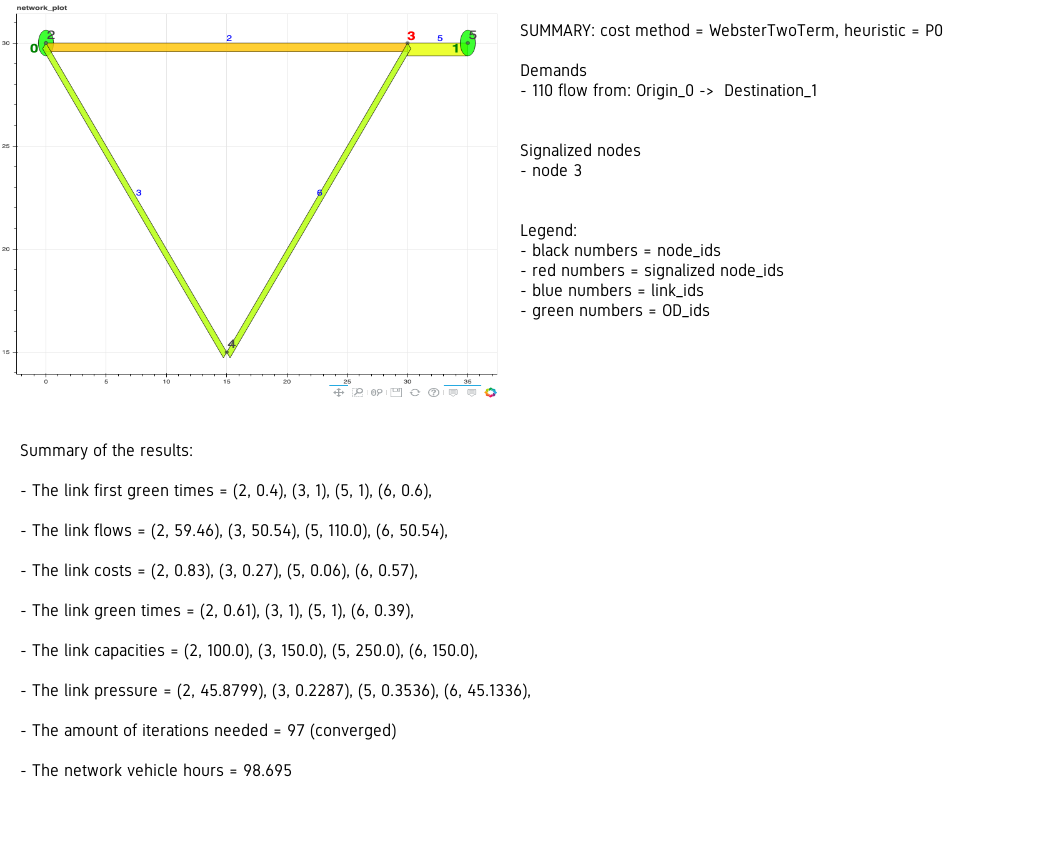 network_plot
SUMMARY: cost method = WebsterTwoTerm, heuristic = P0
Demands
- 110 flow from: Origin_0 -> Destination_1
Signalized nodes
- node 3
Legend:
- black numbers = node_ids
- red numbers = signalized node_ids
- blue numbers = link_ids
- green numbers = OD_ids
30
25
20
15
0 5 10 15 20 25 30 35
0 2 2 3 5 1 5
3 6
4
Summary of the results:
- The link first green times = (2, 0.4), (3, 1), (5, 1), (6, 0.6),
- The link flows = (2, 59.46), (3, 50.54), (5, 110.0), (6, 50.54),
- The link costs = (2, 0.83), (3, 0.27), (5, 0.06), (6, 0.57),
- The link green times = (2, 0.61), (3, 1), (5, 1), (6, 0.39),
- The link capacities = (2, 100.0), (3, 150.0), (5, 250.0), (6, 150.0),
- The link pressure = (2, 45.8799), (3, 0.2287), (5, 0.3536), (6, 45.1336),
- The amount of iterations needed = 97 (converged)
- The network vehicle hours = 98.695